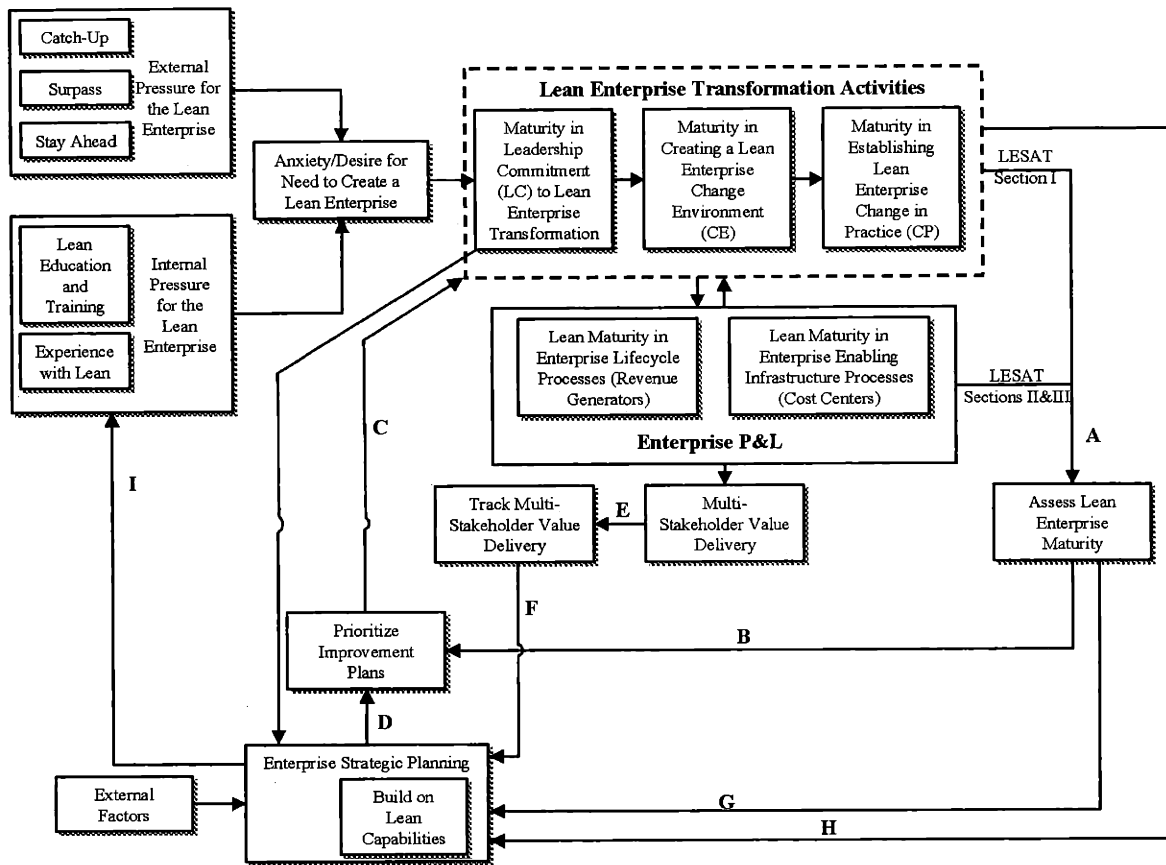 Catch-Up
Surpass
Stay Ahead
External
Pressure for
the Lean
Enterprise
Lean
Education
and
Training
Experience
with Lean
Internal
Pressure
for the
Lean
Enterprise
Anxiety/Desire for
Need to Create a
Lean Enterprise
Lean Enterprise Transformation Activities
Maturity in
Leadership
Commitment
(LC) to Lean
Enterprise
Transformation
Maturity in
Creating a Lean
Enterprise
Change
Environment
(CE)
Maturity in
Establishing
Lean
Enterprise
Change in
Practice (CP)
LESAT
Section I
Lean Maturity in
Enterprise Lifecycle
Processes (Revenue
Generators)
Lean Maturity in
Enterprise Enabling
Infrastructure Processes
(Cost Centers)
Enterprise P&L
LESAT
Sections II&III
A
C
I
Track Multi-
Stakeholder Value
Delivery
E
Multi-
Stakeholder Value
Delivery
Assess Lean
Enterprise
Maturity
F
B
Prioritize
Improvement
Plans
D
Enterprise Strategic Planning
Build on
Lean
Capabilities
External
Factors
G
H